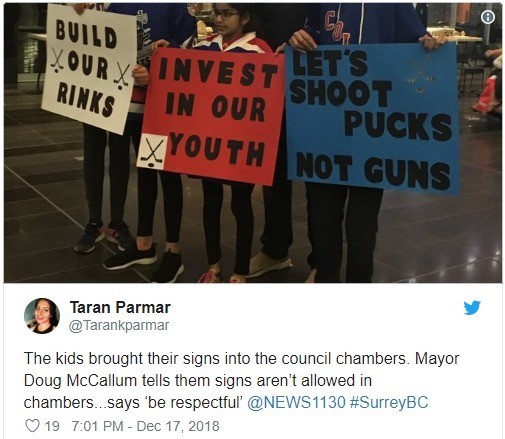 BUILD
OUR
RINKS
INVEST
IN OUR
YOUTH
LET'S
SHOOT
PUCKS
NOT GUNS
COL
Taran Parmar
@Tarankparmar
The kids brought their signs into the council chambers. Mayor
Doug McCallum tells them signs aren’t allowed in
chambers...says ‘be respectful’ @NEWS1130 #SurreyBC
19 7:01 PM - Dec 17, 2018